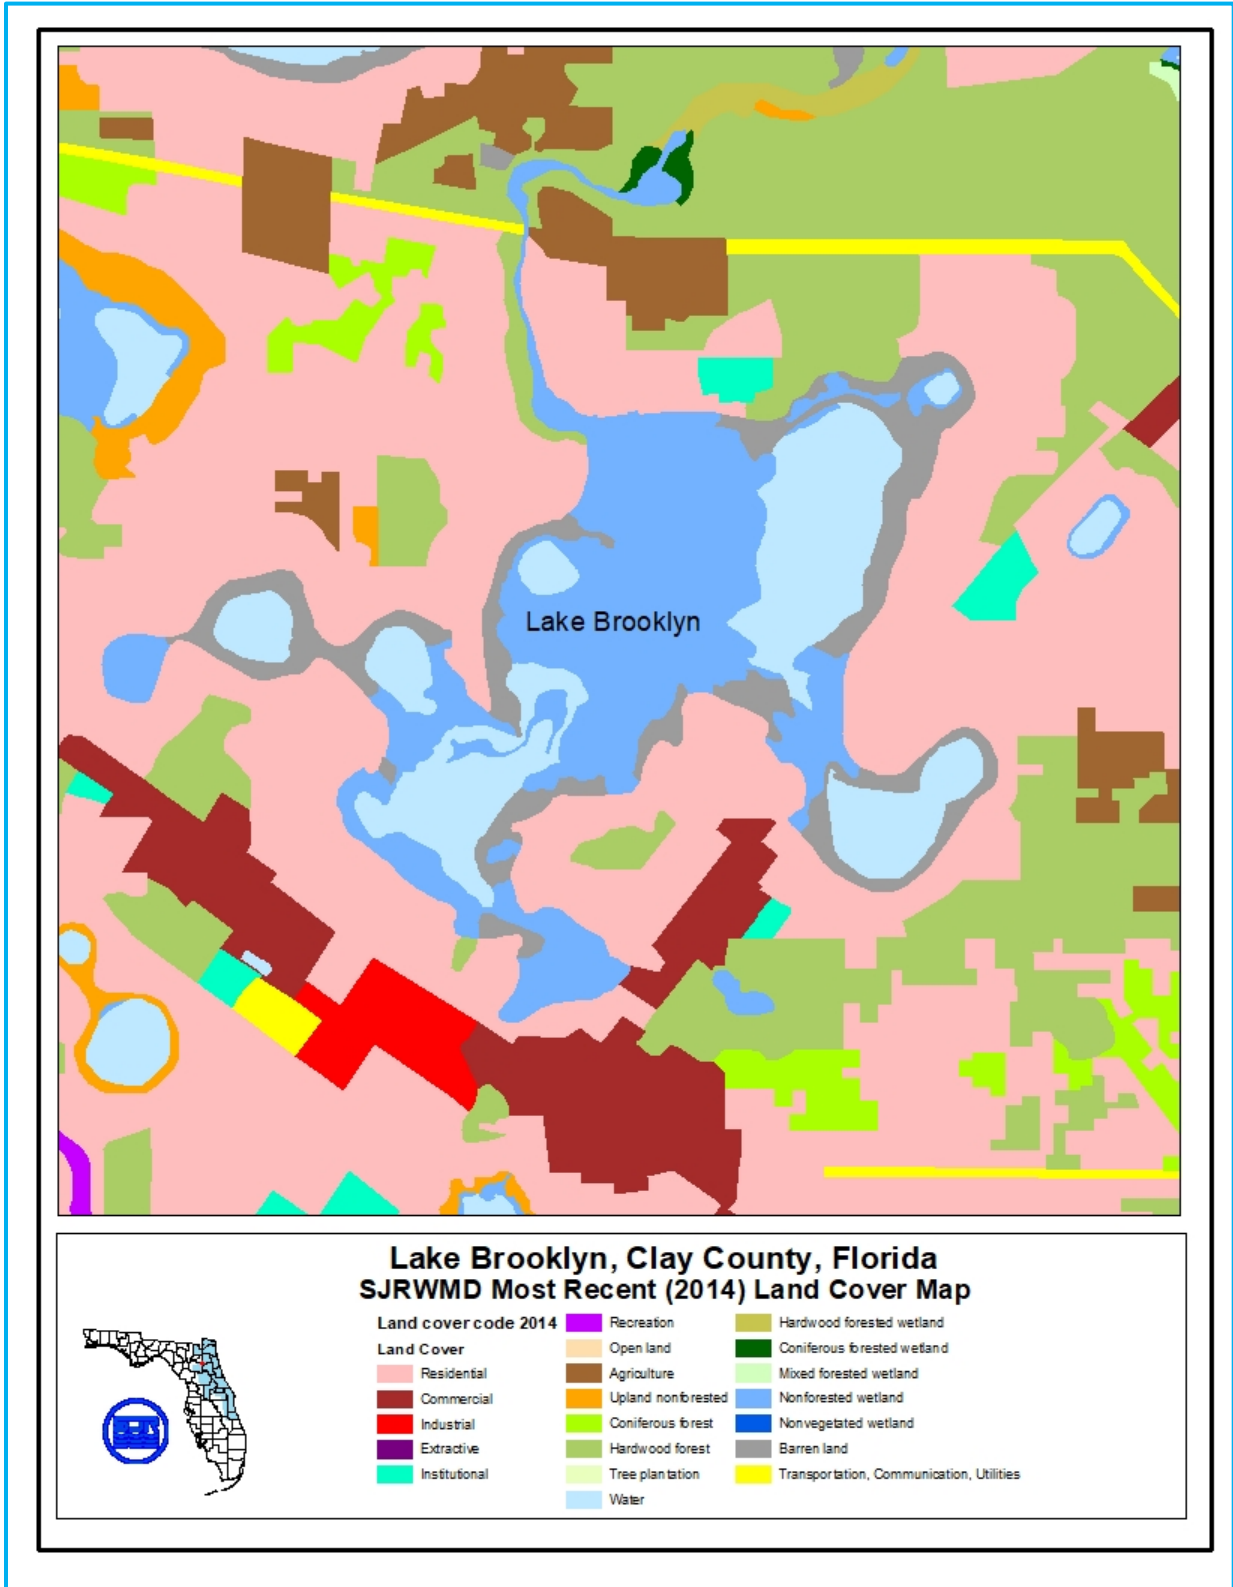 Lake Brooklyn
Lake Brooklyn, Clay County, Florida
SJRWMD Most Recent (2014) Land Cover Map
Land cover code 2014
Land Cover
Residential
Commercial
Industrial
Extractive
Institutional
Recreation
Open land
Agriculture
Upland nonforested
Coniferous forest
Hardwood forest
Tree plantation
Water
Hardwood forested wetland
Coniferous forested wetland
Mixed forested wetland
Nonforested wetland
Nonvegetated wetland
Barren land
Transportation, Communication, Utilities